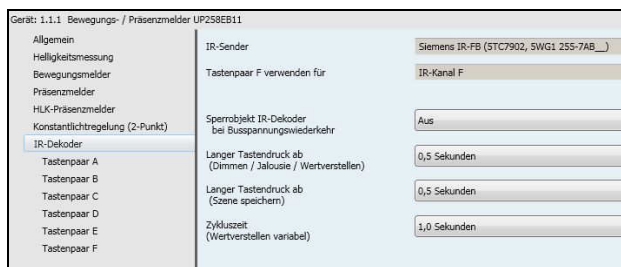 Gerät: 1.1.1 Bewegungs- / Präsenzmelder UP258EB11
Allgemein
Helligkeitsmessung
Bewegungsmelder
Präsenzmelder
HLK-Präsenzmelder
Konstantlichtregelung (2-Punkt)
IR-Dekoder
Tastenpaar A
Tastenpaar B
Tastenpaar C
Tastenpaar D
Tastenpaar E
Tastenpaar F
IR-Sender
Siemens IR-FB (5TC7902, 5WG1 255-7AB__)
Tastenpaar F verwenden für
IR-Kanal F
Sperrobjekt IR-Dekoder
bei Busspannungswiederkehr
Aus
Langer Tastendruck ab
(Dimmen / Jalousie / Wertverstellen)
0,5 Sekunden
Langer Tastendruck ab
(Szene speichern)
0,5 Sekunden
Zykluszeit
(Wertverstellen variabel)
1,0 Sekunden